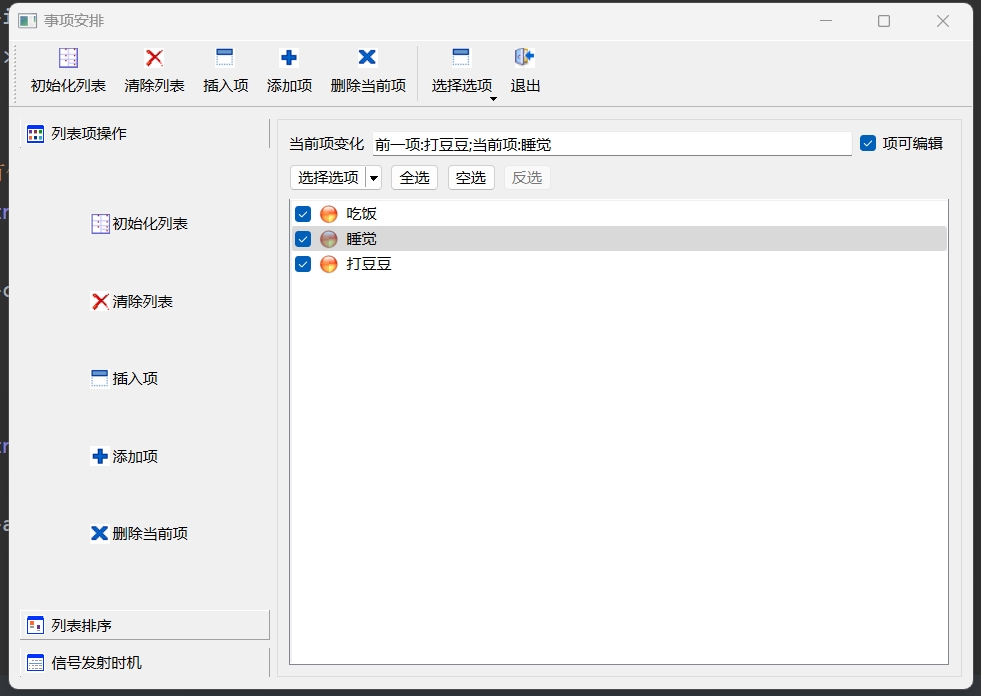 事项安排
初始化列表 清除列表 插入项 添加项 删除当前项 选择选项 退出
列表项操作
初始化列表
清除列表
插入项
添加项
删除当前项
列表排序
信号发射时机
当前项变化 前一项:打豆豆;当前项:睡觉 项可编辑
选择选项 全选 空选 反选
吃饭
睡觉
打豆豆